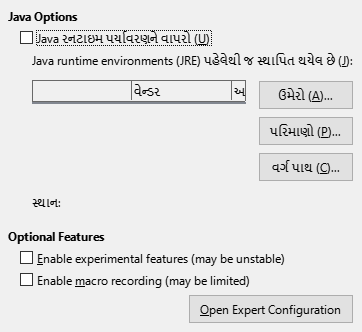 Java Options
Java રનટાઇમ પર્યાવરણને વાપરો (U)
Java runtime environments (JRE) પહેલેથી જ સ્થાપિત થયેલ છે (J):
વેન્ડર અ
ઉમેરો (A)...
પરિમાણો (P)...
વર્ગ પાથ (C)...
સ્થાન:
Optional Features
Enable experimental features (may be unstable)
Enable macro recording (may be limited)
Open Expert Configuration